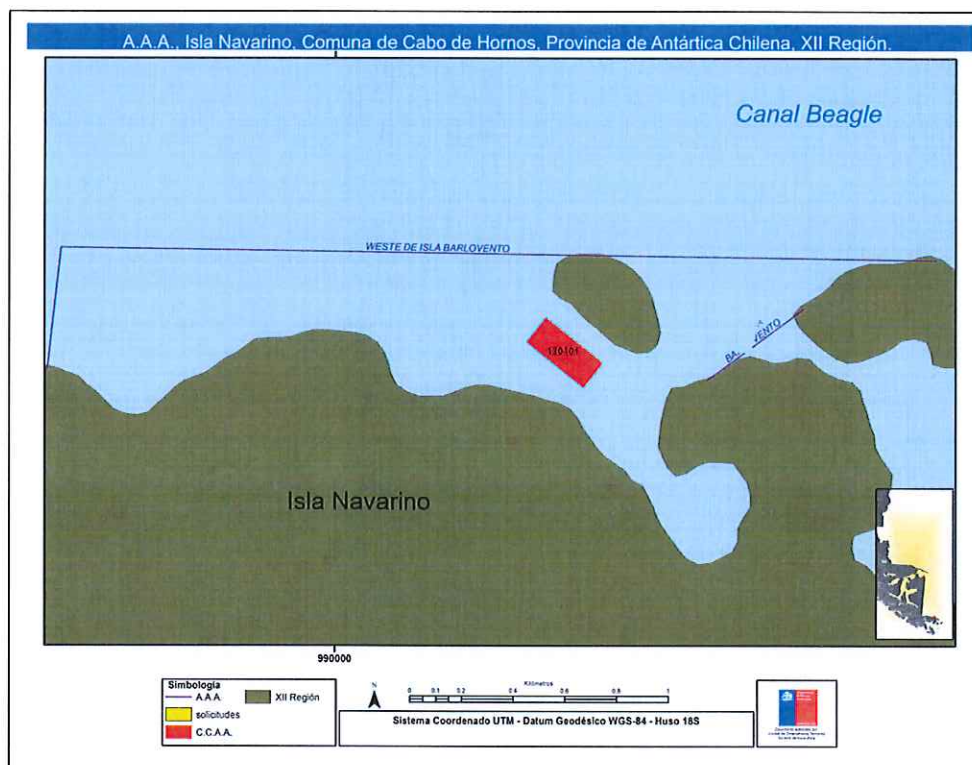 A.A.A., Isla Navarino, Comuna de Cabo de Hornos, Provincia de Antártica Chilena, XII Región.
Canal Beagle
WESTE DE ISLA BARLOVENTO
VENTO
BA..
120101
Isla Navarino
990000
Simbología
A.A.A.
XII Región
solicitudes
C.C.A.A.
N
Kilómetros
0 0,1 0,2 0,4 0,6 0,8 1
Sistema Coordenado UTM - Datum Geodésico WGS-84 - Huso 18S